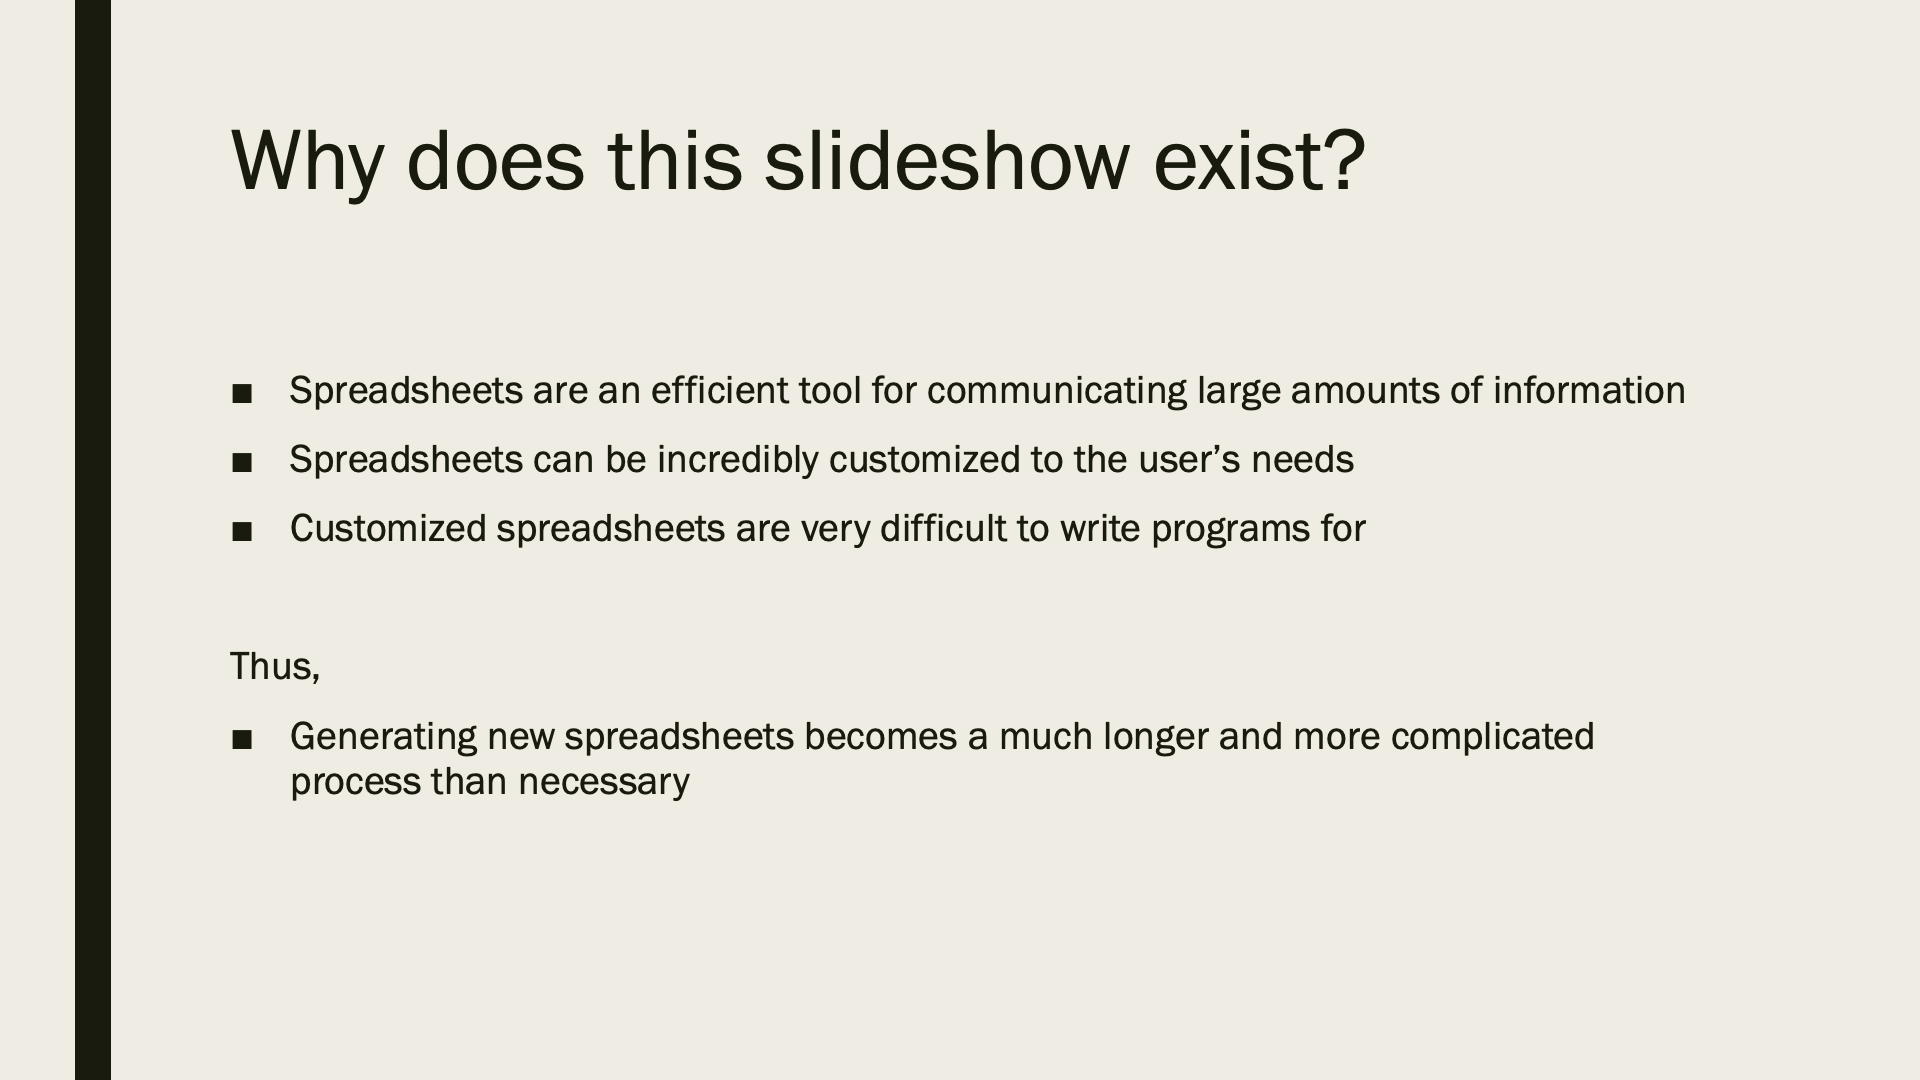 Why does this slideshow exist?
■ Spreadsheets are an efficient tool for communicating large amounts of information
■ Spreadsheets can be incredibly customized to the user’s needs
■ Customized spreadsheets are very difficult to write programs for
Thus,
■ Generating new spreadsheets becomes a much longer and more complicated
process than necessary